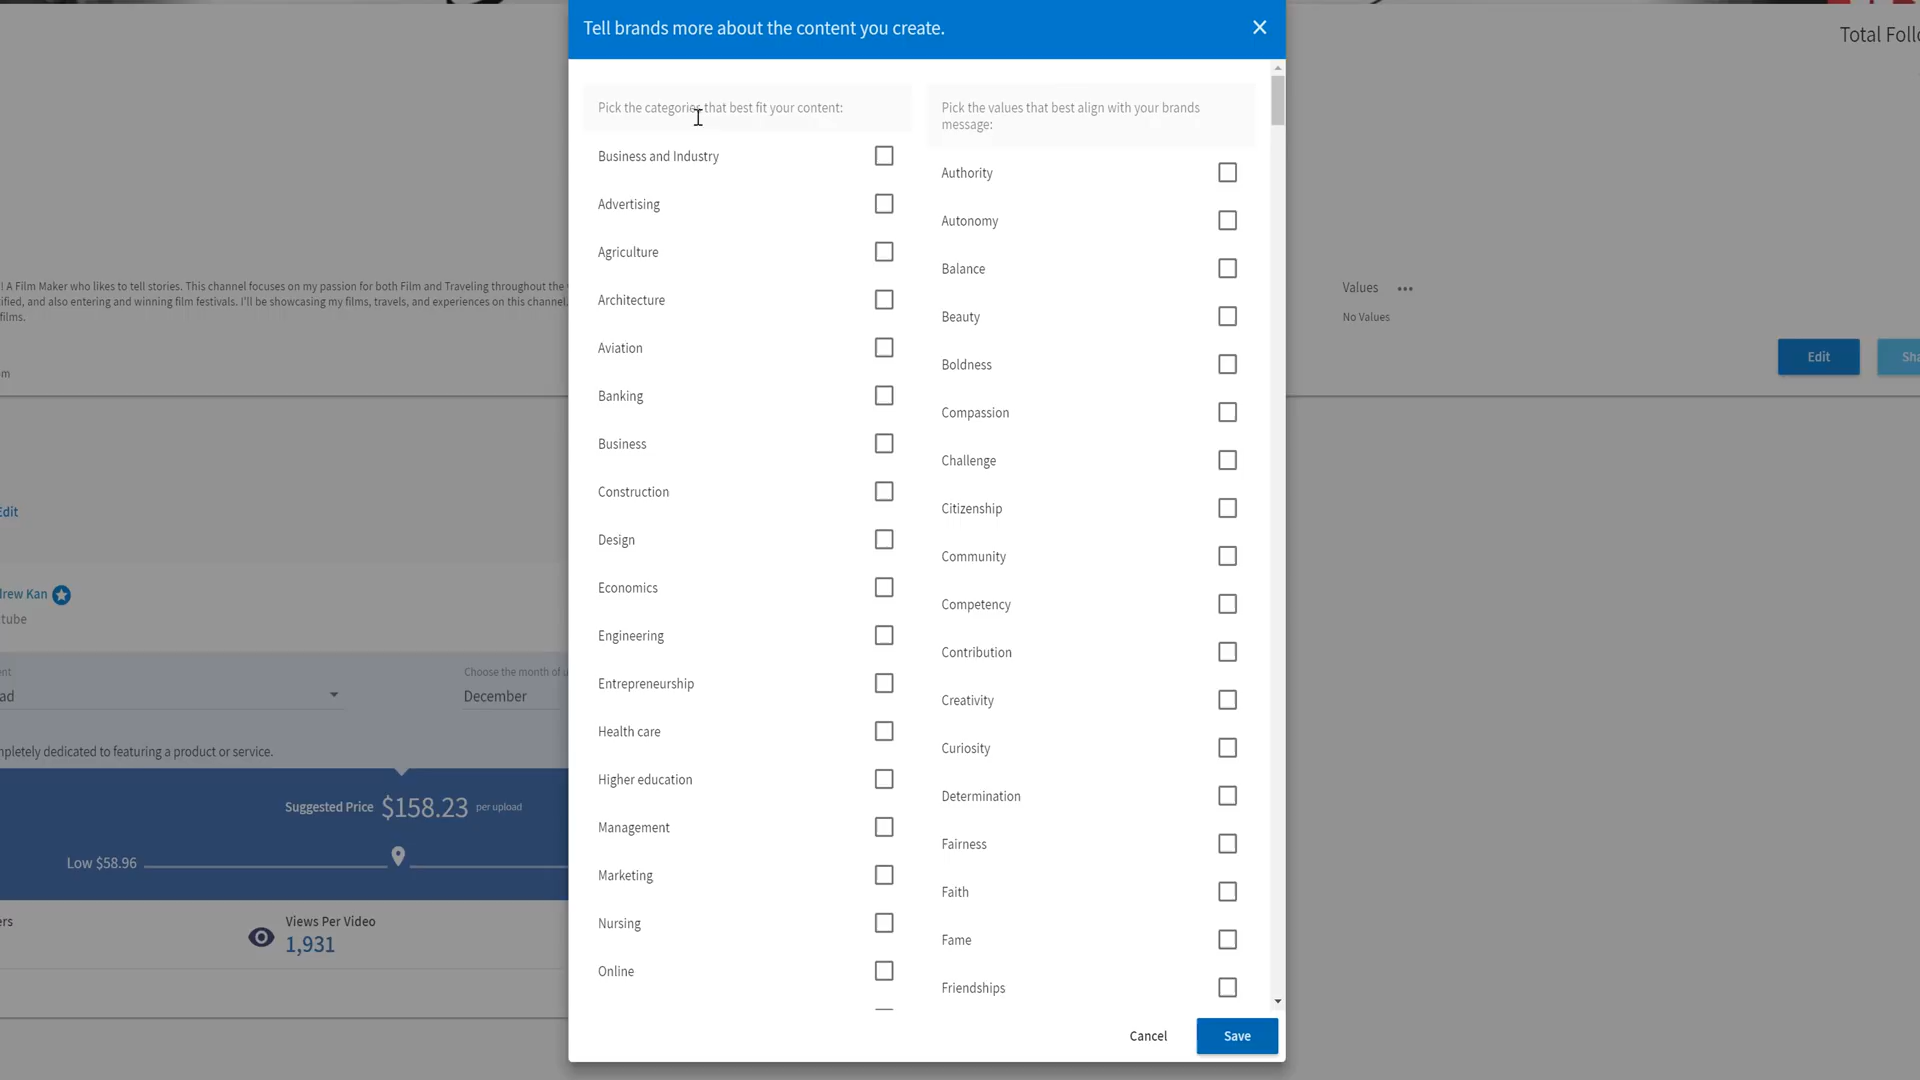 Tell brands more about the content you create.
Total Foll
Pick the categories that best fit your content:
Business and Industry
Advertising
Agriculture
Architecture
Aviation
Banking
Business
Construction
Design
Economics
Engineering
Entrepreneurship
Health care
Higher education
Management
Marketing
Nursing
Online
Pick the values that best align with your brands
message:
Authority
Autonomy
Balance
Beauty
Boldness
Compassion
Challenge
Citizenship
Community
Competency
Contribution
Creativity
Curiosity
Determination
Fairness
Faith
Fame
Friendships
Cancel
Save
! A Film Maker who likes to tell stories. This channel focuses on my passion for both Film and Traveling throughout the
ified, and also entering and winning film festivals. I'll be showcasing my films, travels, and experiences on this channel.
films.
m
Values
No Values
Edit
Sha
Edit
drew Kan
tube
ent
ad
Choose the month of u
December
mpletely dedicated to featuring a product or service.
Suggested Price $158.23 per upload
Low $58.96
ers
Views Per Video
1,931